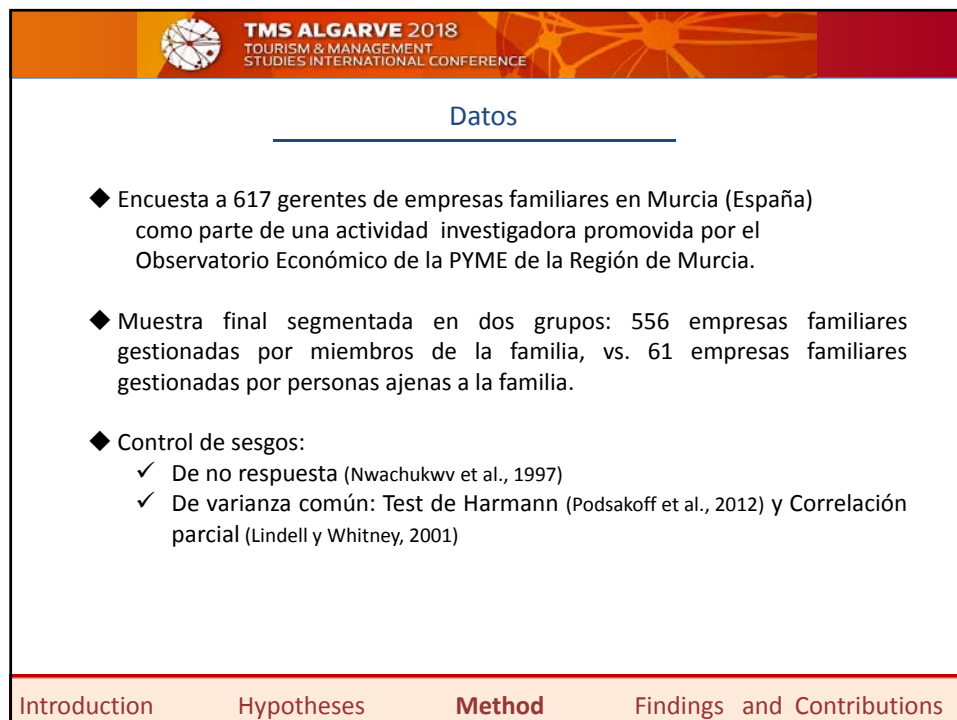 TMS ALGARVE 2018
TOURISM & MANAGEMENT
STUDIES INTERNATIONAL CONFERENCE
Datos
◆ Encuesta a 617 gerentes de empresas familiares en Murcia (España)
como parte de una actividad investigadora promovida por el
Observatorio Económico de la PYME de la Región de Murcia.
◆ Muestra final segmentada en dos grupos: 556 empresas familiares
gestionadas por miembros de la familia, vs. 61 empresas familiares
gestionadas por personas ajenas a la familia.
◆ Control de sesgos:
✓ De no respuesta (Nwachukwv et al., 1997)
✓ De varianza común: Test de Harmann (Podsakoff et al., 2012) y Correlación
parcial (Lindell y Whitney, 2001)
Introduction Hypotheses Method Findings and Contributions